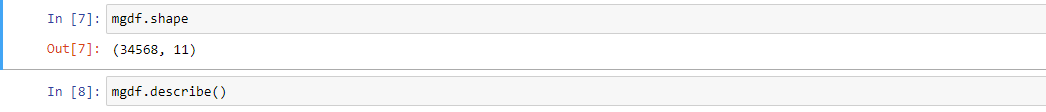 In [7]: mgdf.shape
Out[7]: (34568, 11)
In [8]: mgdf.describe()